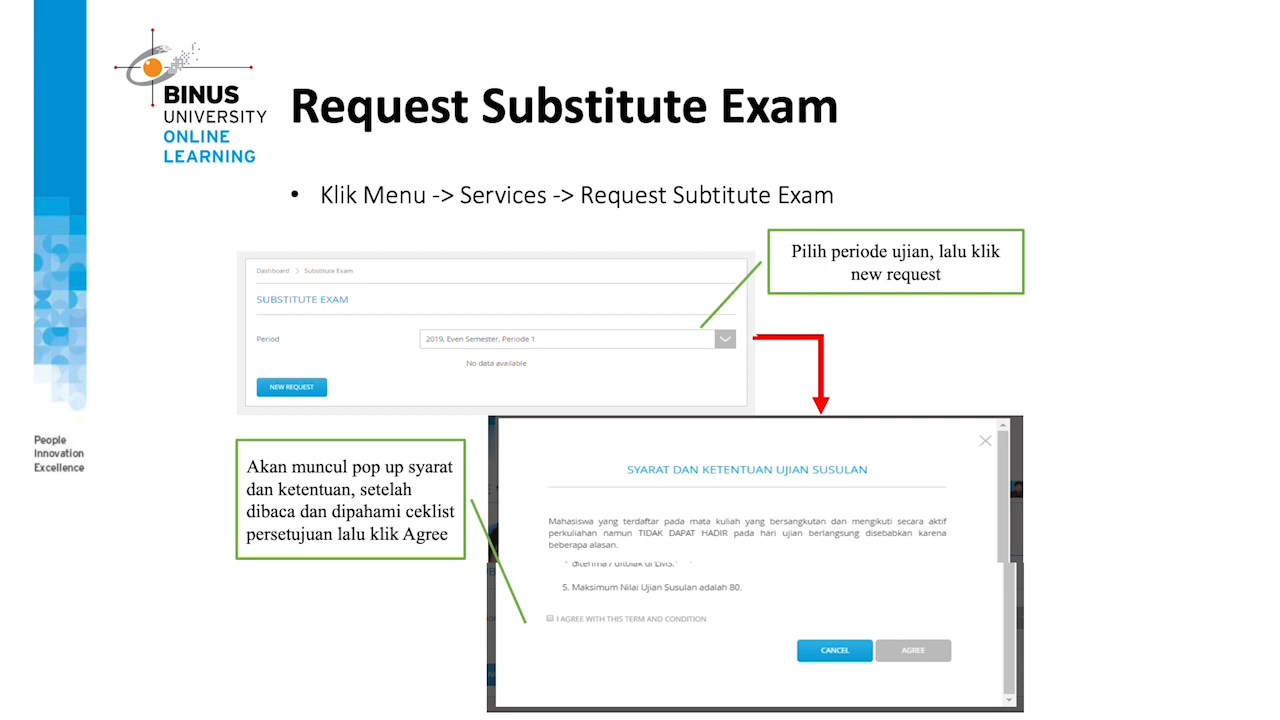 BINUS
UNIVERSITY
ONLINE
LEARNING
Request Substitute Exam
• Klik Menu -> Services -> Request Subtitute Exam
Pilih periode ujian, lalu klik
new request
Dashboard > Substitute Exam
SUBSTITUTE EXAM
Period
2019, Even Semester, Periode 1
No data available
NEW REQUEST
People
Innovation
Excellence
Akan muncul pop up syarat
dan ketentuan, setelah
dibaca dan dipahami ceklist
persetujuan lalu klik Agree
SYARAT DAN KETENTUAN UJIAN SUSULAN
Mahasiswa yang terdaftar pada mata kuliah yang bersangkutan dan mengikuti secara aktif
perkuliahan namun TIDAK DAPAT HADIR pada hari ujian berlangsung disebabkan karena
beberapa alasan.
5. Maksimum Nilai Ujian Susulan adalah 80.
I AGREE WITH THIS TERM AND CONDITION
CANCEL
AGREE